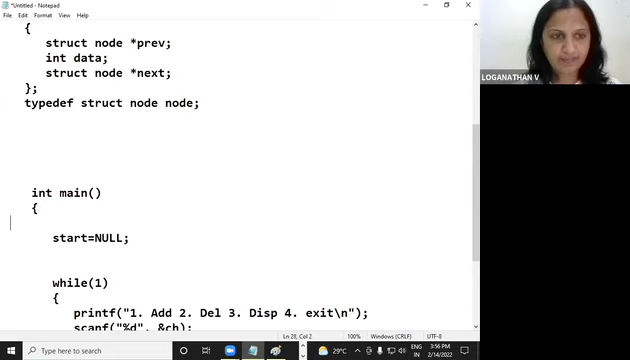 *Untitled - Notepad
File Edit Format View Help
{
struct node *prev;
int data;
struct node *next;
};
typedef struct node node;
int main()
{
start=NULL;
while(1)
{
printf("1. Add 2. Del 3. Disp 4. exit\n");
scanf("%d", &ch);
Ln 28, Col 2
100%
Windows (CRLF)
UTF-8
LOGANATHAN V
Type here to search
29°C
ENG
IN
3:56 PM
2/14/2022